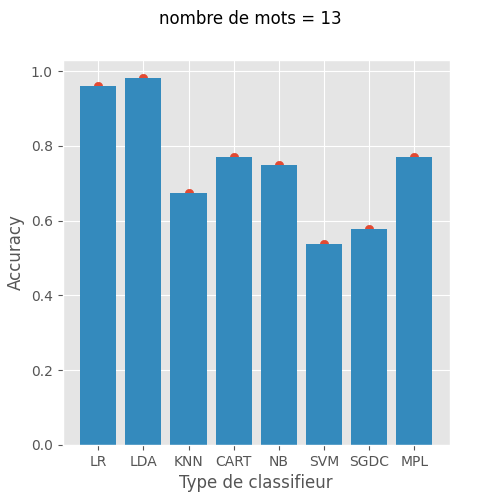 nombre de mots = 13
1.0
0.8
0.6
0.4
0.2
0.0
Accuracy
LR LDA KNN CART NB SVM SGDC MPL
Type de classifieur